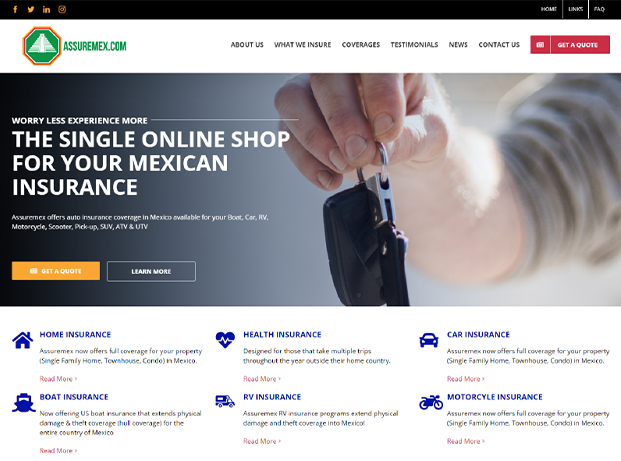 HOME LINKS FAQ
ASSUREMEX.COM
ABOUT US WHAT WE INSURE COVERAGES TESTIMONIALS NEWS CONTACT US GET A QUOTE
WORRY LESS EXPERIENCE MORE
THE SINGLE ONLINE SHOP
FOR YOUR MEXICAN
INSURANCE
Assuremex offers auto insurance coverage in Mexico available for your Boat, Car, RV,
Motorcycle, Scooter, Pick-up, SUV, ATV & UTV
GET A QUOTE LEARN MORE
HOME INSURANCE
Assuremex now offers full coverage for your property
(Single Family Home, Townhouse, Condo) in Mexico.
Read More >
HEALTH INSURANCE
Designed for those that take multiple trips
throughout the year outside their home country.
Read More >
CAR INSURANCE
Assuremex now offers full coverage for your property
(Single Family Home, Townhouse, Condo) in Mexico.
Read More >
BOAT INSURANCE
Now offering US boat insurance that extends physical
damage & theft coverage (hull coverage) for the
entire country of Mexico
Read More >
RV INSURANCE
Assuremex RV insurance programs extend physical
damage and theft coverage into Mexico!
Read More >
MOTORCYLE INSURANCE
Assuremex now offers full coverage for your property
(Single Family Home, Townhouse, Condo) in Mexico.
Read More >